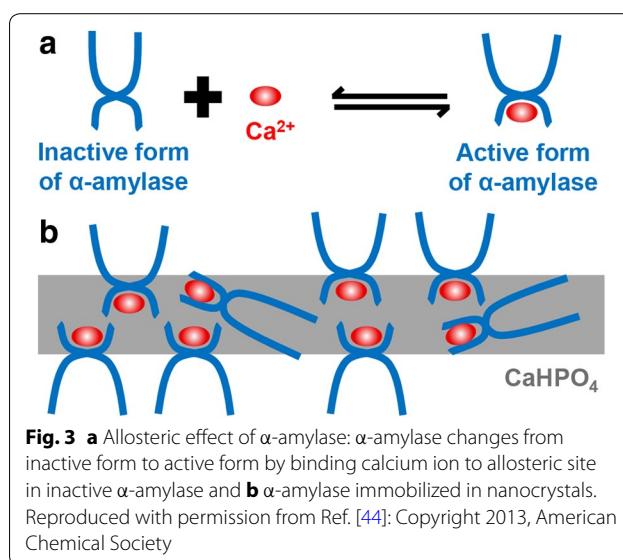 a
Ca²⁺
Inactive form
of α-amylase
Active form
of α-amylase
b
CaHPO₄
Fig. 3 a Allosteric effect of α-amylase: α-amylase changes from
inactive form to active form by binding calcium ion to allosteric site
in inactive α-amylase and b α-amylase immobilized in nanocrystals.
Reproduced with permission from Ref. [44]: Copyright 2013, American
Chemical Society